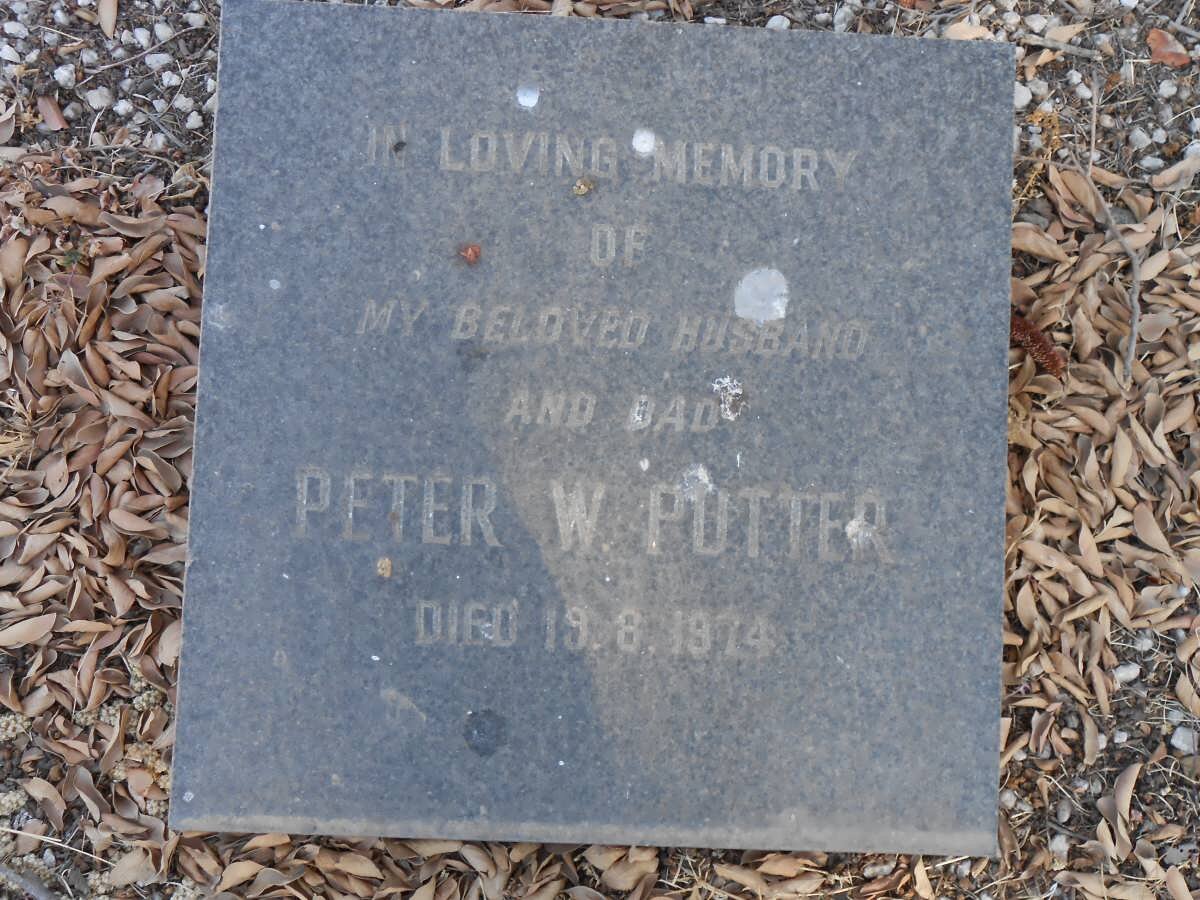 IN LOVING MEMORY
OF
MY BELOVED HUSBAND
AND DAD
PETER W. POTTER
DIED 19.8.1974